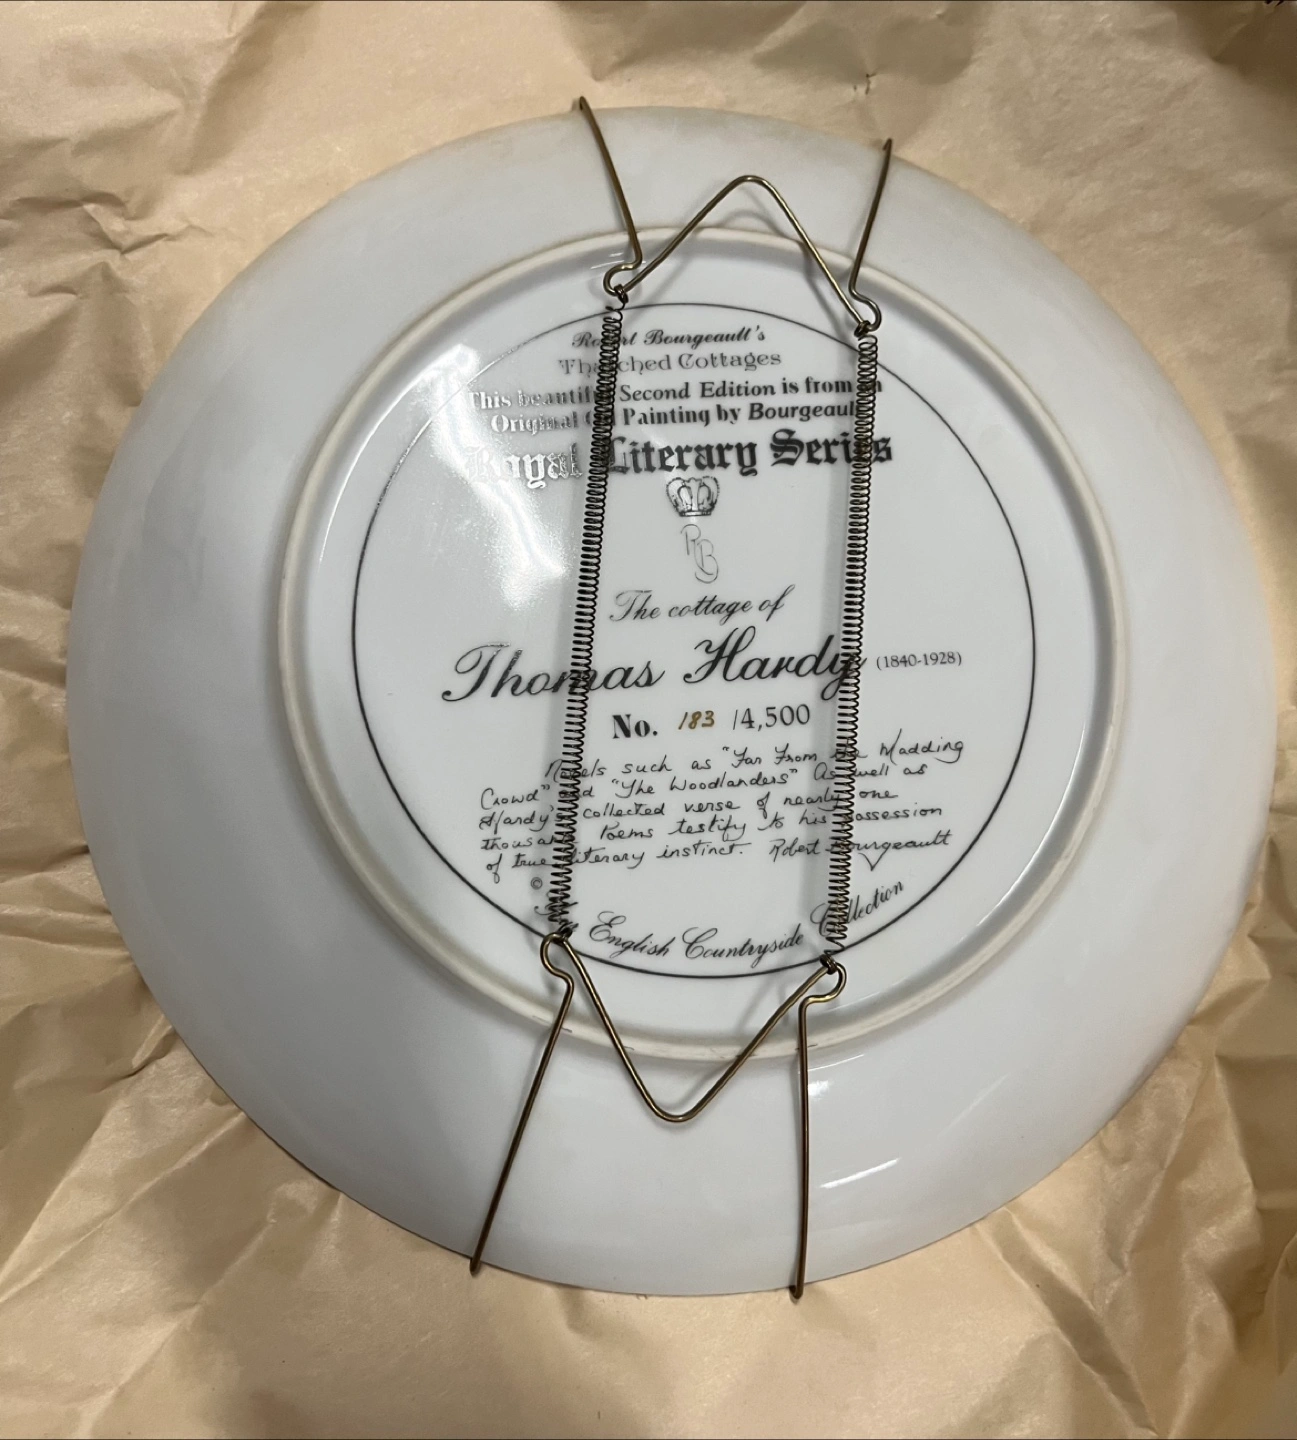 Robert Bourgeault's
Thatched Cottages
This beautiful Second Edition is from an
Original Oil Painting by Bourgeault
Royal Literary Series
RB
The cottage of
Thomas Hardy (1840-1928)
No. 183 /4,500
Novels such as "Far From the Madding
Crowd" and "The Woodlanders" As well as
Hardy's collected verse of nearly one
thousand Poems testify to his possession
of true literary instinct. Robert Bourgeault
©
The English Countryside Collection